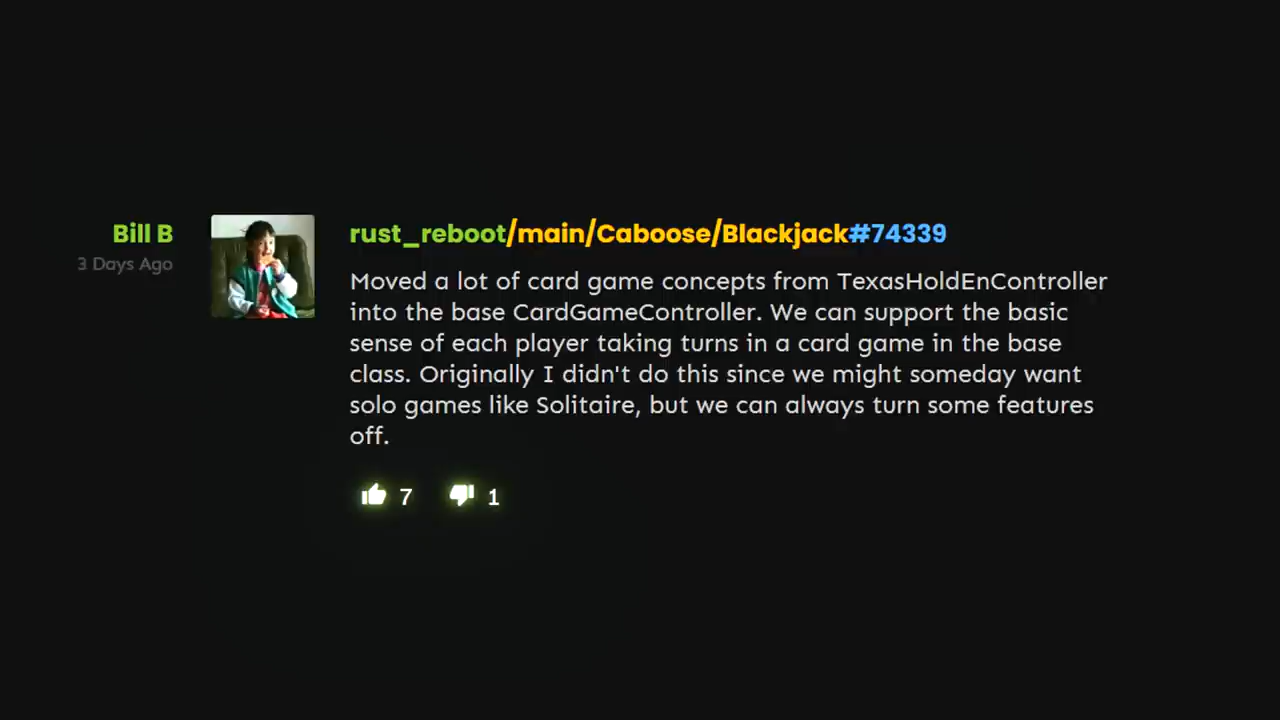 Bill B
3 Days Ago
rust_reboot/main/Caboose/Blackjack#74339
Moved a lot of card game concepts from TexasHoldEnController
into the base CardGameController. We can support the basic
sense of each player taking turns in a card game in the base
class. Originally I didn't do this since we might someday want
solo games like Solitaire, but we can always turn some features
off.
7 1